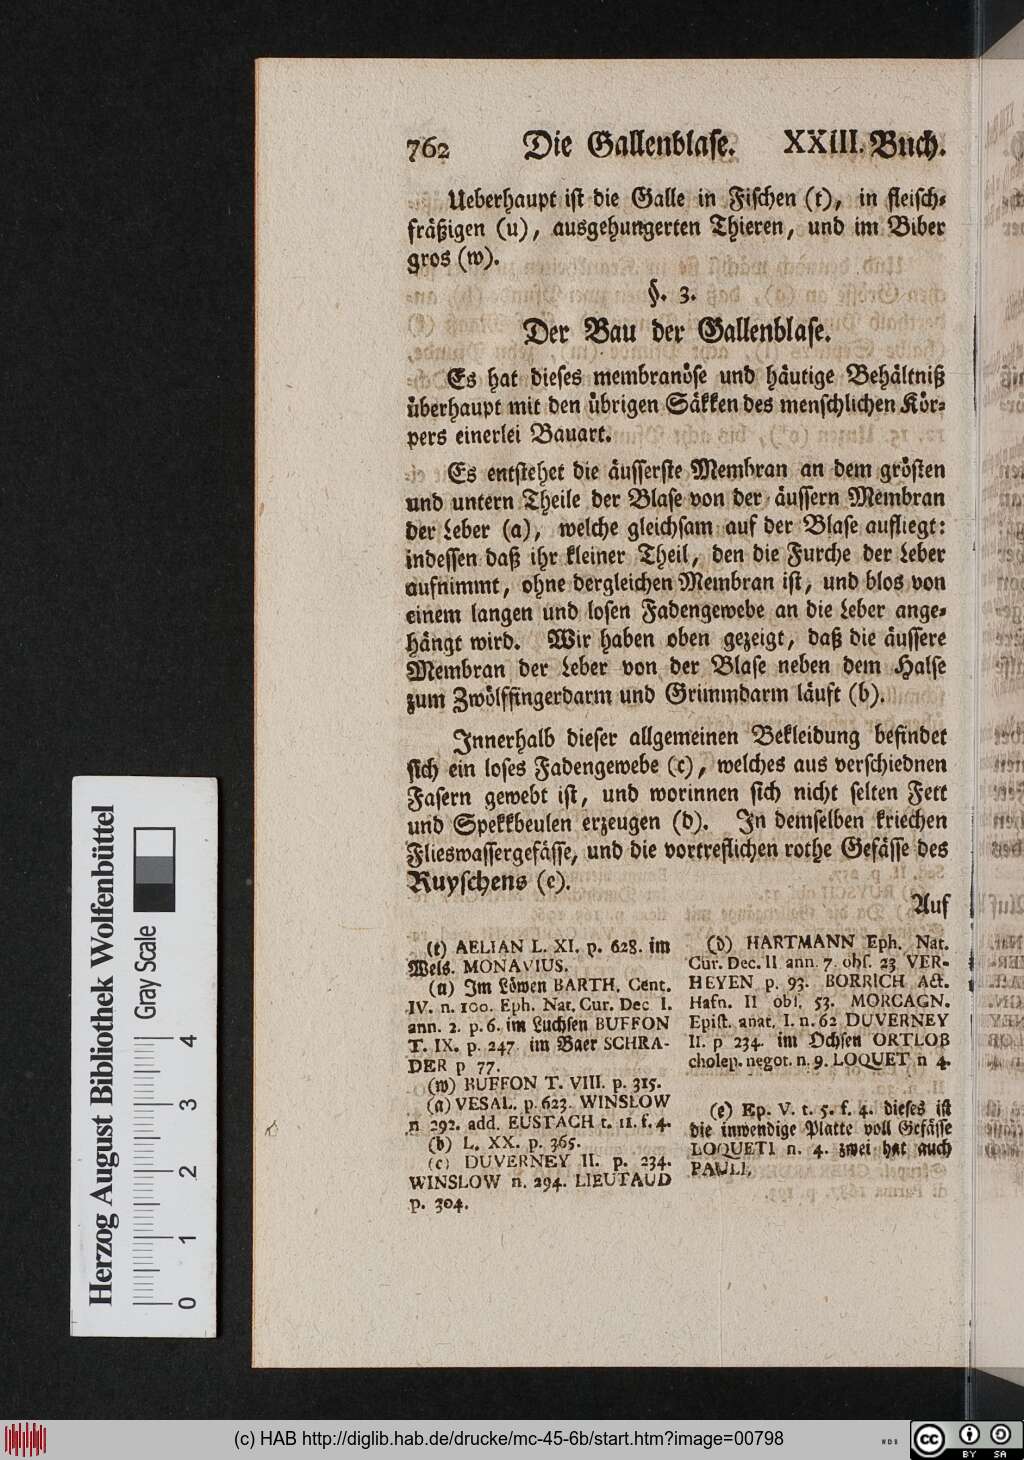 762 Die Gallenblase. XXIII. Buch.
Ueberhaupt ist die Galle in Fischen (t), in fleisch-
fräßigen (u), ausgehungerten Thieren, und im Biber
gros (w).
§. 3.
Der Bau der Gallenblase.
Es hat dieses membranöse und häutige Behältniß
überhaupt mit den übrigen Säkken des menschlichen Kör-
pers einerlei Bauart.
Es entstehet die äusserste Membran an dem grösten
und untern Theile der Blase von der äussern Membran
der Leber (a), welche gleichsam auf der Blase aufliegt:
indessen daß ihr kleiner Theil, den die Furche der Leber
aufnimmt, ohne dergleichen Membran ist, und blos von
einem langen und losen Fadengewebe an die Leber ange-
hängt wird. Wir haben oben gezeigt, daß die äussere
Membran der Leber von der Blase neben dem Halse
zum Zwölffingerdarm und Grimmdarm läuft (b).
Innerhalb dieser allgemeinen Bekleidung befindet
sich ein loses Fadengewebe (c), welches aus verschiednen
Fasern gewebt ist, und worinnen sich nicht selten Fett
und Spekkbeulen erzeugen (d). In demselben kriechen
Flieswassergefässe, und die vortreflichen rothe Gefässe des
Ruyschens (e).
Auf
(t) AELIAN L. XI. p. 628. im
Wels. MONAVIUS.
(u) Im Löwen BARTH. Cent.
IV. n. 100. Eph. Nat. Cur. Dec I.
ann. 2. p. 6. im Luchsen BUFFON
T. IX. p. 247 im Baer SCHRA-
DER p 77.
(w) BUFFON T. VIII. p. 315.
(a) VESAL. p. 623. WINSLOW
n 292. add. EUSTACH t. 11. f. 4.
(b) L. XX. p. 365.
(c) DUVERNEY II. p. 234.
WINSLOW n. 294. LIEUTAUD
p. 304.
(d) HARTMANN Eph. Nat.
Cur. Dec. II ann. 7. obs. 23 VER-
HEYEN p. 93. BORRICH Act.
Hafn. II obs. 53. MORGAGN.
Epist. anat. I. n. 62 DUVERNEY
II. p 234. im Ochsen ORTLOB
cholep. negot. n. 9. LOQUET n 4.
(e) Ep. V. t. 5. f. 4. dieses ist
die inwendige Platte voll Gefässe
LOQUETI n. 4. zwei hat auch
PAULI.
Herzog August Bibliothek Wolfenbüttel
Gray Scale
0 1 2 3 4
(c) HAB http://diglib.hab.de/drucke/mc-45-6b/start.htm?image=00798
WDB
cc BY SA